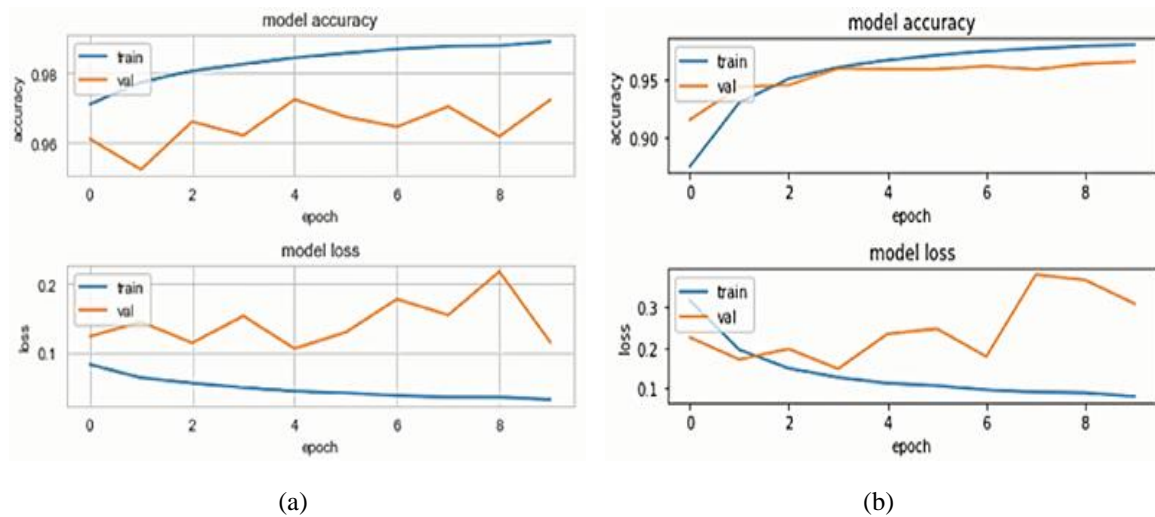 model accuracy
train
val
0.98
0.96
accuracy
0 2 4 6 8
epoch
model loss
train
val
0.2
0.1
loss
0 2 4 6 8
epoch
(a)
model accuracy
train
val
0.95
0.90
accuracy
0 2 4 6 8
epoch
model loss
train
val
0.3
0.2
0.1
loss
0 2 4 6 8
epoch
(b)